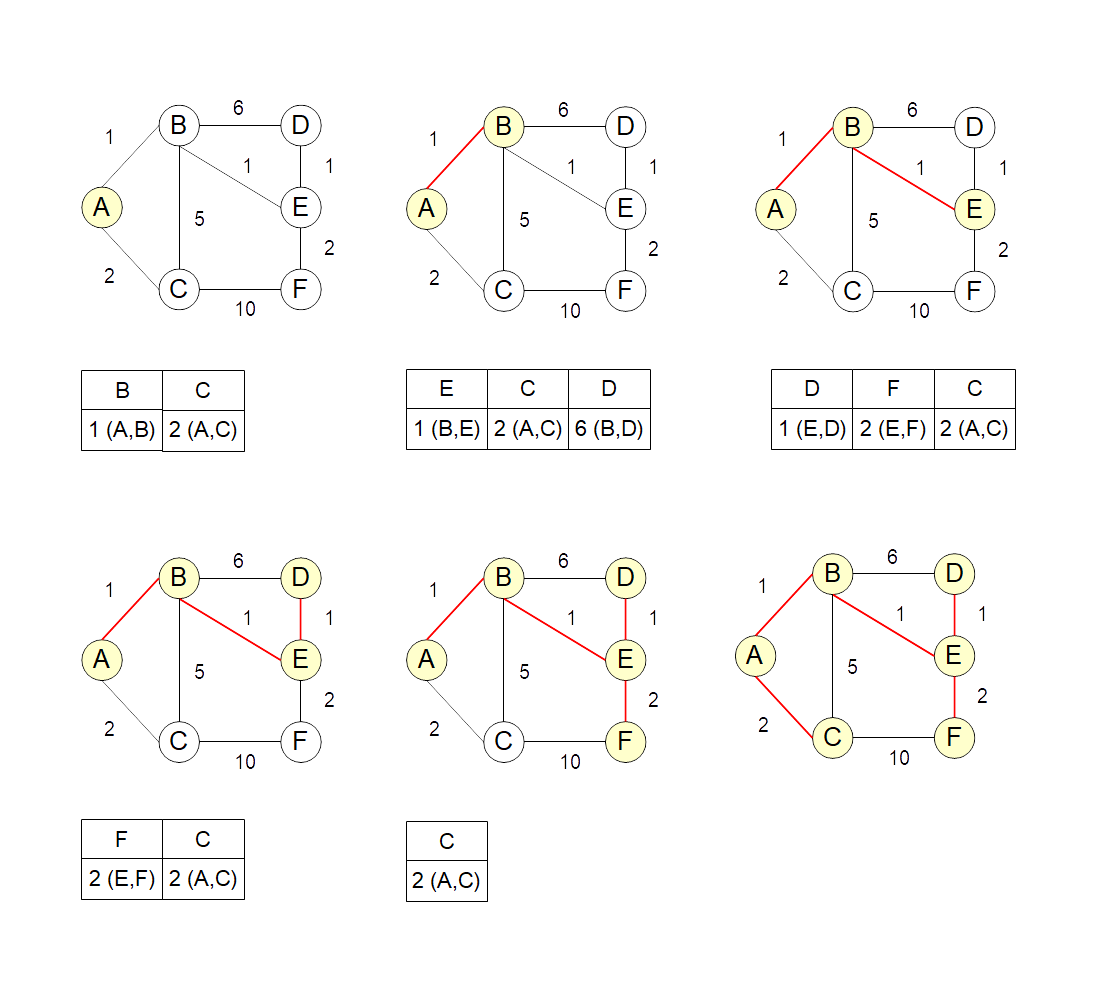 6
B D
1 1 1
A E
5
2 2
C F
10
6
B D
1 1 1
A E
5
2 2
C F
10
6
B D
1 1 1
A E
5
2 2
C F
10
B C
1 (A,B) 2 (A,C)
E C D
1 (B,E) 2 (A,C) 6 (B,D)
D F C
1 (E,D) 2 (E,F) 2 (A,C)
6
B D
1 1 1
A E
5
2 2
C F
10
6
B D
1 1 1
A E
5
2 2
C F
10
6
B D
1 1 1
A E
5
2 2
C F
10
F C
2 (E,F) 2 (A,C)
C
2 (A,C)